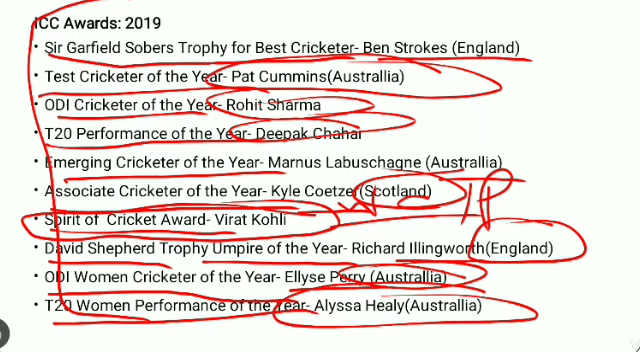 ICC Awards: 2019
• Sir Garfield Sobers Trophy for Best Cricketer- Ben Strokes (England)
• Test Cricketer of the Year- Pat Cummins(Australlia)
• ODI Cricketer of the Year- Rohit Sharma
• T20 Performance of the Year- Deepak Chahar
• Emerging Cricketer of the Year- Marnus Labuschagne (Australlia)
• Associate Cricketer of the Year- Kyle Coetzer(Scotland)
• Spirit of Cricket Award- Virat Kohli
• David Shepherd Trophy Umpire of the Year- Richard Illingworth(England)
• ODI Women Cricketer of the Year- Ellyse Perry (Australlia)
• T20 Women Performance of the Year- Alyssa Healy(Australlia)